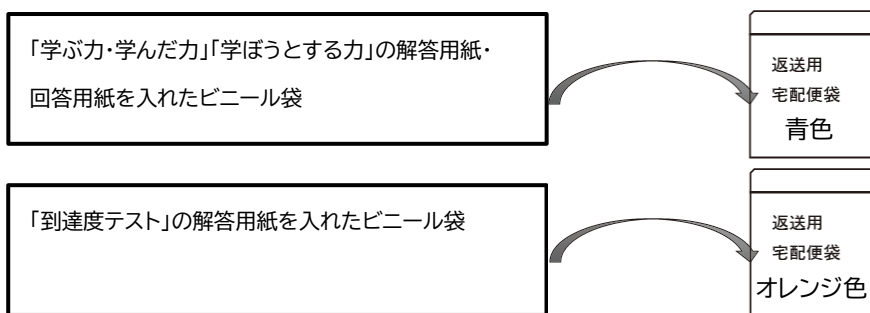 「学ぶ力・学んだ力」「学ぼうとする力」の解答用紙・
回答用紙を入れたビニール袋
返送用
宅配便袋
青色
「到達度テスト」の解答用紙を入れたビニール袋
返送用
宅配便袋
オレンジ色